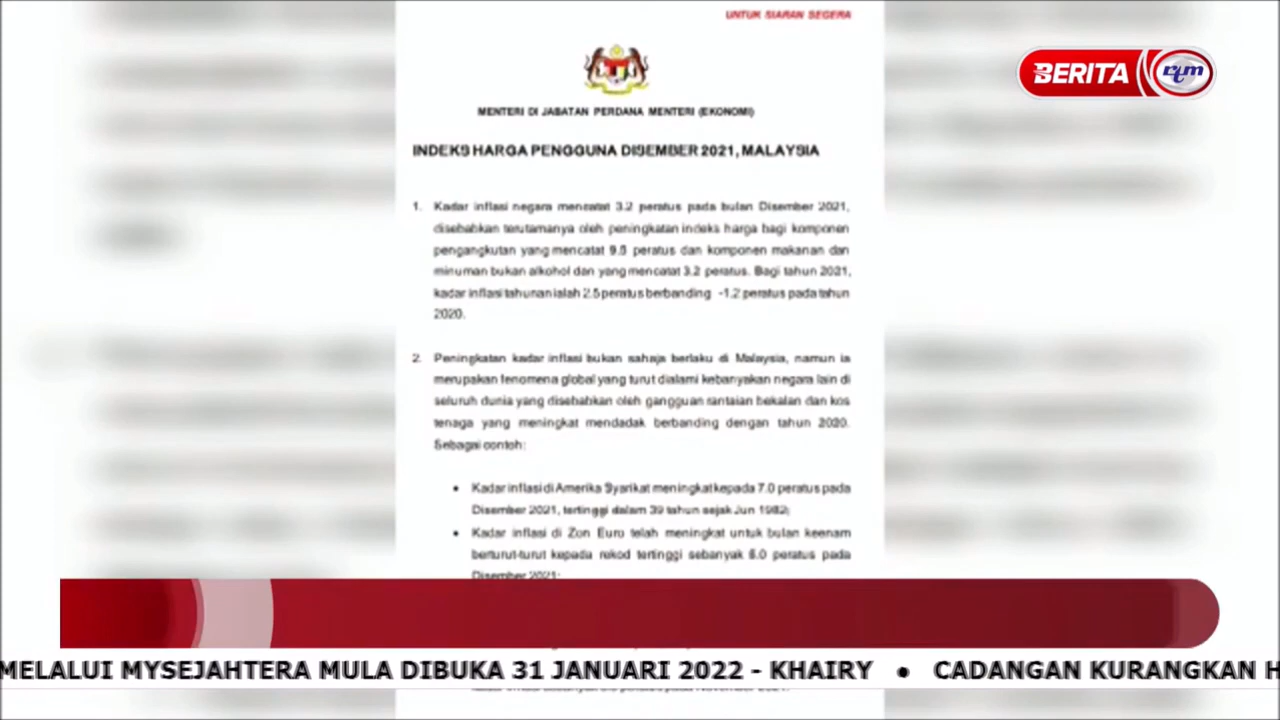 UNTUK SIARAN SEGERA
BERITA rtm
MENTERI DI JABATAN PERDANA MENTERI (EKONOMI)
INDEKS HARGA PENGGUNA DISEMBER 2021, MALAYSIA
1. Kadar inflasi negara mencatat 3.2 peratus pada bulan Disember 2021,
disebabkan terutamanya oleh peningkatan indeks harga bagi komponen
pengangkutan yang mencatat 9.5 peratus dan komponen makanan dan
minuman bukan alkohol dan yang mencatat 3.2 peratus. Bagi tahun 2021,
kadar inflasi tahunan ialah 2.5 peratus berbanding -1.2 peratus pada tahun
2020.
2. Peningkatan kadar inflasi bukan sahaja berlaku di Malaysia, namun ia
merupakan fenomena global yang turut dialami kebanyakan negara lain di
seluruh dunia yang disebabkan oleh gangguan rantaian bekalan dan kos
tenaga yang meningkat mendadak berbanding dengan tahun 2020.
Sebagai contoh:
• Kadar inflasi di Amerika Syarikat meningkat kepada 7.0 peratus pada
Disember 2021, tertinggi dalam 39 tahun sejak Jun 1982;
• Kadar inflasi di Zon Euro telah meningkat untuk bulan keenam
berturut-turut kepada rekod tertinggi sebanyak 5.0 peratus pada
Disember 2021;
MELALUI MYSEJAHTERA MULA DIBUKA 31 JANUARI 2022 - KHAIRY • CADANGAN KURANGKAN H